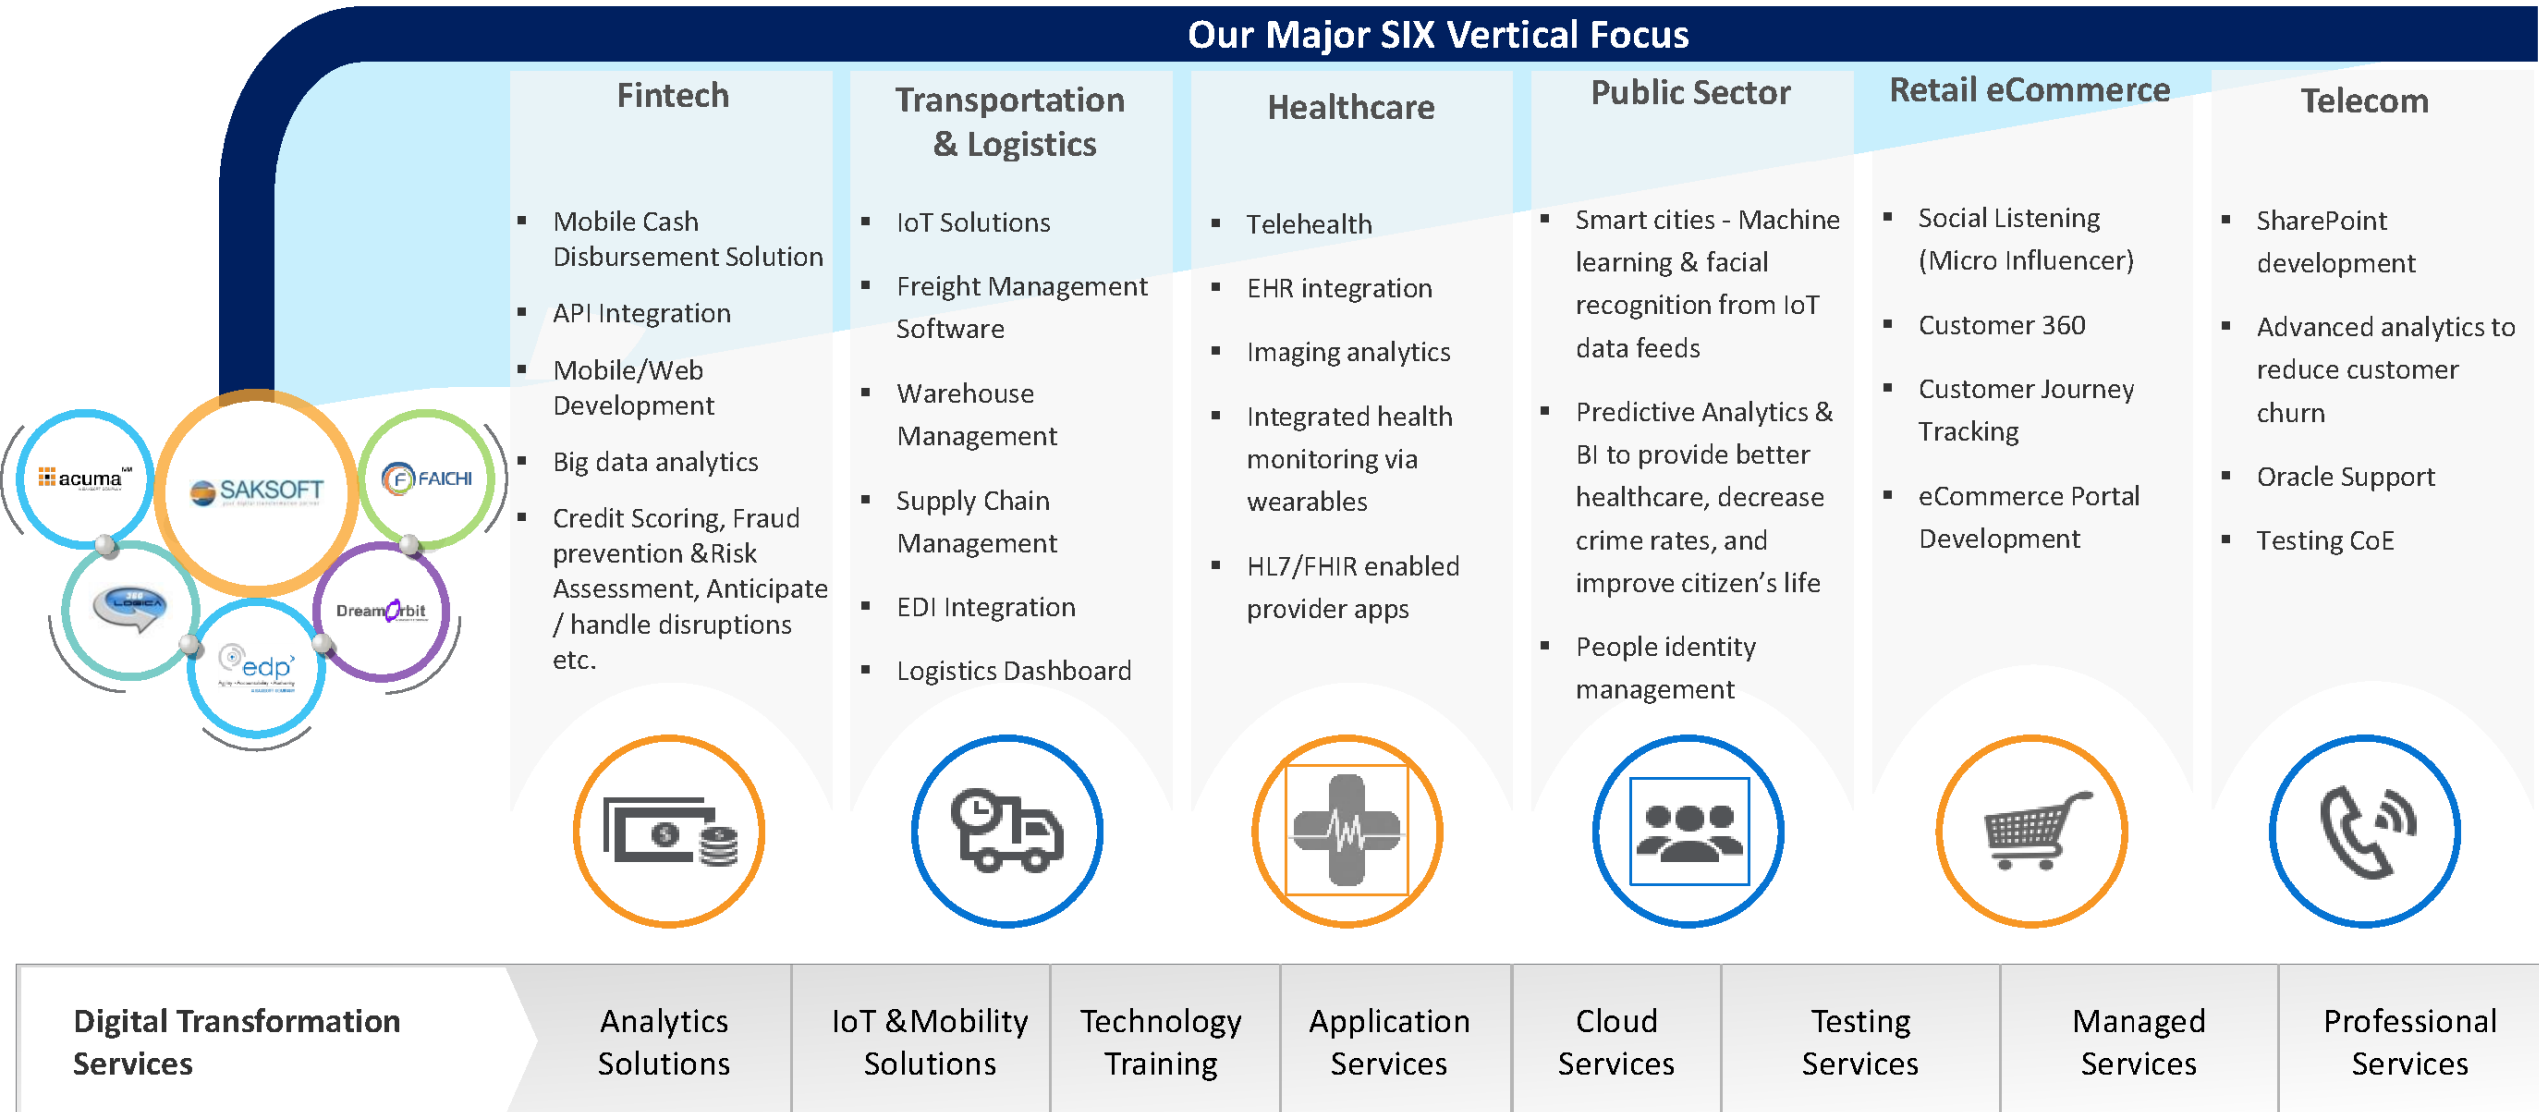 Our Major SIX Vertical Focus
Fintech
▪ Mobile Cash
Disbursement Solution
▪ API Integration
▪ Mobile/Web
Development
▪ Big data analytics
▪ Credit Scoring, Fraud
prevention &Risk
Assessment, Anticipate
/ handle disruptions
etc.
Transportation
& Logistics
▪ IoT Solutions
▪ Freight Management
Software
▪ Warehouse
Management
▪ Supply Chain
Management
▪ EDI Integration
▪ Logistics Dashboard
Healthcare
▪ Telehealth
▪ EHR integration
▪ Imaging analytics
▪ Integrated health
monitoring via
wearables
▪ HL7/FHIR enabled
provider apps
Public Sector
▪ Smart cities - Machine
learning & facial
recognition from IoT
data feeds
▪ Predictive Analytics &
BI to provide better
healthcare, decrease
crime rates, and
improve citizen’s life
▪ People identity
management
Retail eCommerce
▪ Social Listening
(Micro Influencer)
▪ Customer 360
▪ Customer Journey
Tracking
▪ eCommerce Portal
Development
Telecom
▪ SharePoint
development
▪ Advanced analytics to
reduce customer
churn
▪ Oracle Support
▪ Testing CoE
acuma
SAKSOFT
your digital transformation partner
FAICHI
360
LOGICA
edp
DreamOrbit
Digital Transformation
Services
Analytics
Solutions
IoT &Mobility
Solutions
Technology
Training
Application
Services
Cloud
Services
Testing
Services
Managed
Services
Professional
Services